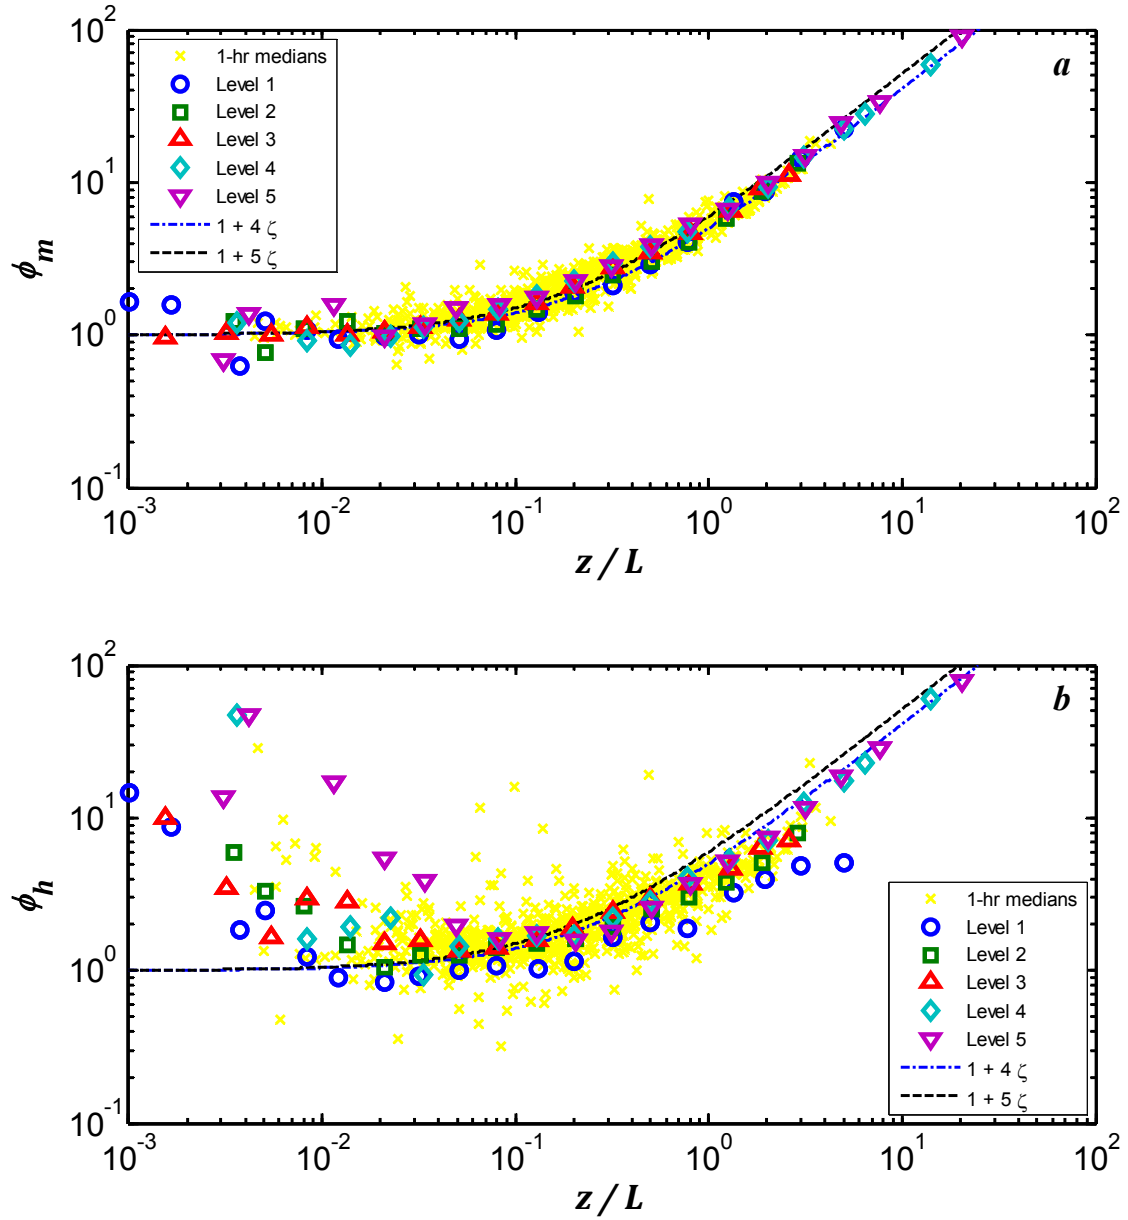 10²
a
1-hr medians
Level 1
Level 2
Level 3
Level 4
Level 5
1 + 4 ζ
1 + 5 ζ
10¹
ϕₘ
10⁰
10⁻¹
10⁻³ 10⁻² 10⁻¹ 10⁰ 10¹ 10²
z / L
10²
b
10¹
ϕₕ
10⁰
1-hr medians
Level 1
Level 2
Level 3
Level 4
Level 5
1 + 4 ζ
1 + 5 ζ
10⁻¹
10⁻³ 10⁻² 10⁻¹ 10⁰ 10¹ 10²
z / L